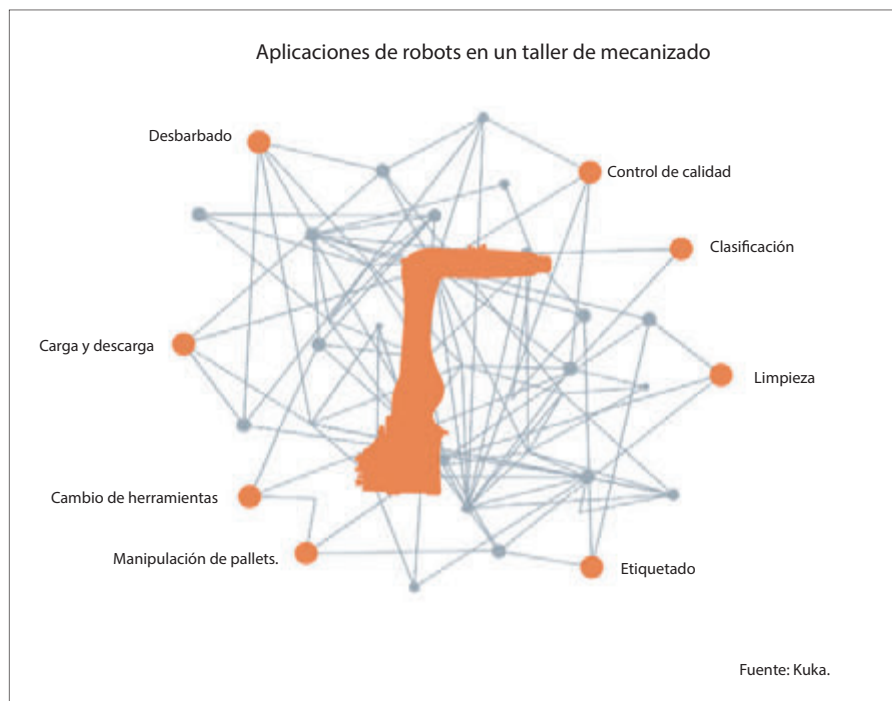 Aplicaciones de robots en un taller de mecanizado
Desbarbado
Control de calidad
Clasificación
Carga y descarga
Limpieza
Cambio de herramientas
Manipulación de pallets.
Etiquetado
Fuente: Kuka.